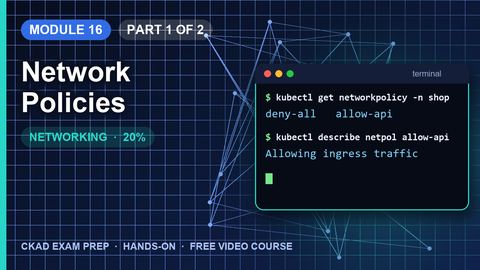 MODULE 16
PART 1 OF 2
Network
Policies
NETWORKING · 20%
terminal
$ kubectl get networkpolicy -n shop
deny-all allow-api
$ kubectl describe netpol allow-api
Allowing ingress traffic
CKAD EXAM PREP · HANDS-ON · FREE VIDEO COURSE